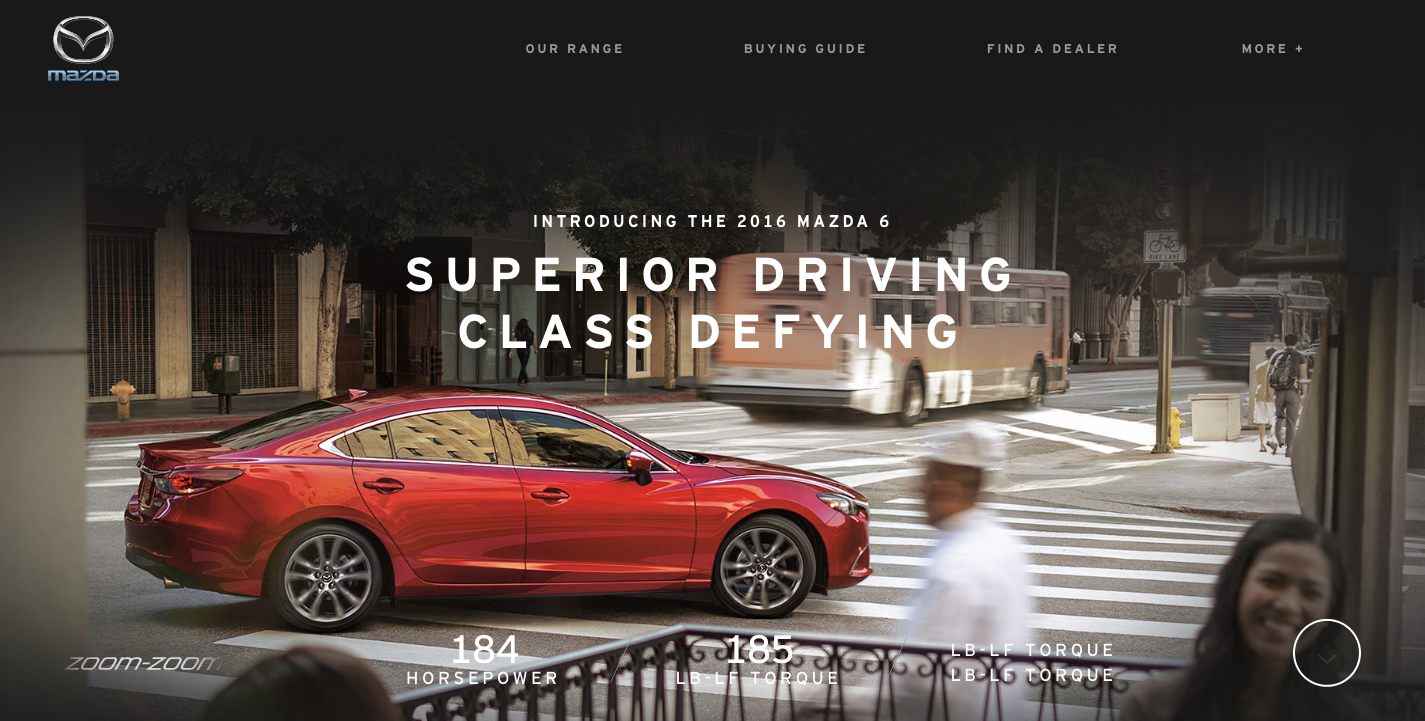 mazda
OUR RANGE
BUYING GUIDE
FIND A DEALER
MORE +
INTRODUCING THE 2016 MAZDA 6
SUPERIOR DRIVING
CLASS DEFYING
BIKE LANE
zoom-zoom
184
HORSEPOWER
185
LB-LF TORQUE
LB-LF TORQUE
LB-LF TORQUE